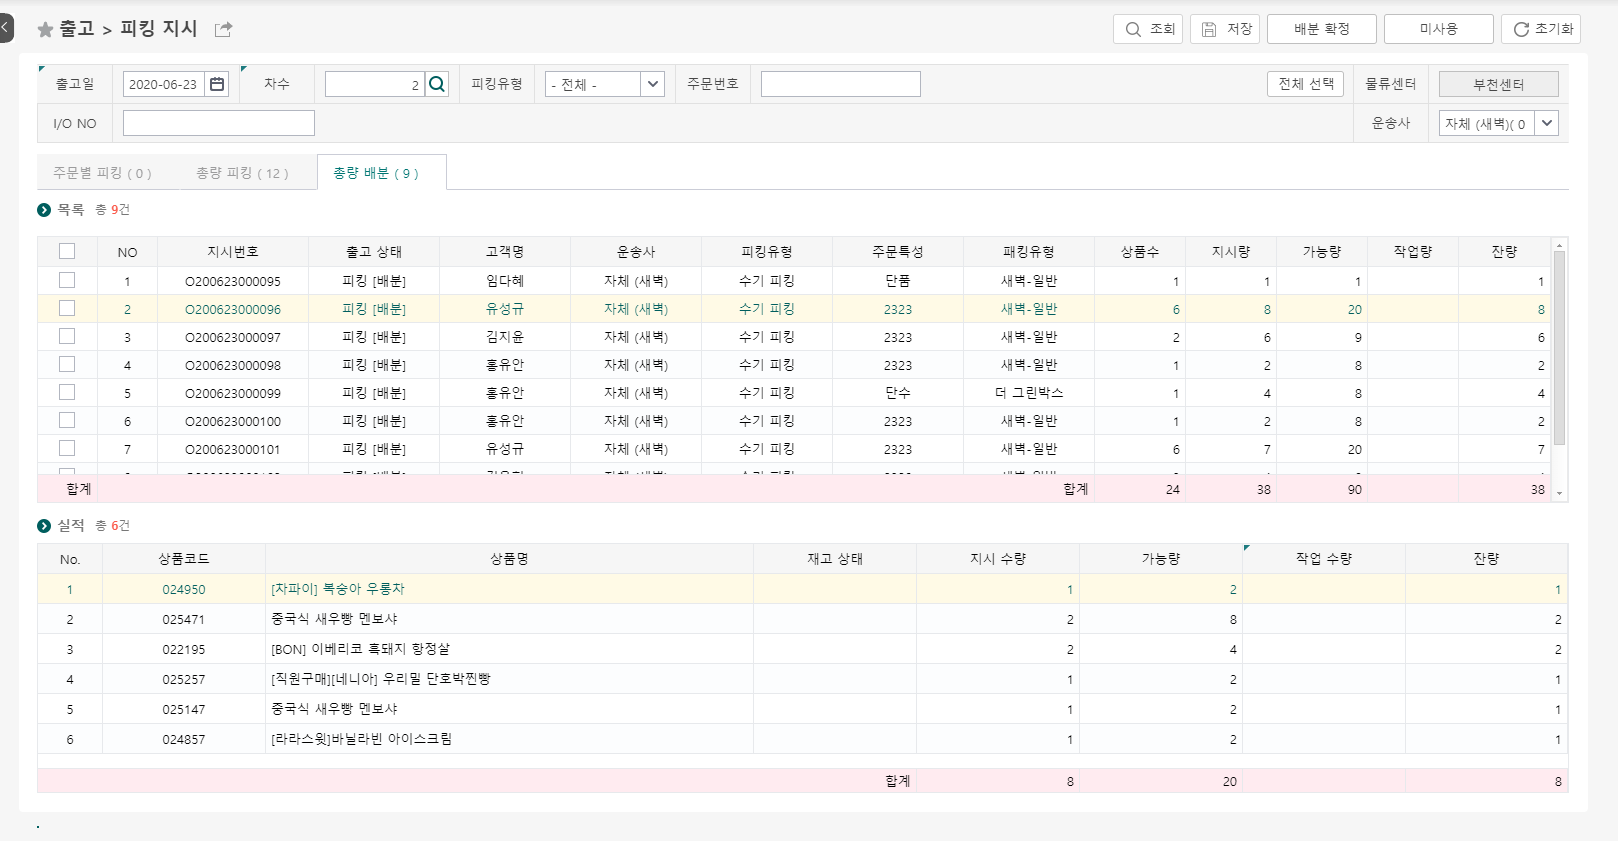 출고 > 피킹 지시
조회 저장 배분 확정 미사용 초기화
출고일 2020-06-23 차수 2 피킹유형 - 전체 - 주문번호 전체 선택 물류센터 부천센터
I/O NO 운송사 자체 (새벽)( 0
주문별 피킹 ( 0 ) 총량 피킹 ( 12 ) 총량 배분 ( 9 )
목록 총 9건
NO 지시번호 출고 상태 고객명 운송사 피킹유형 주문특성 패킹유형 상품수 지시량 가능량 작업량 잔량
1 O200623000095 피킹 [배분] 임다혜 자체 (새벽) 수기 피킹 단품 새벽-일반 1 1 1 1
2 O200623000096 피킹 [배분] 유성규 자체 (새벽) 수기 피킹 2323 새벽-일반 6 8 20 8
3 O200623000097 피킹 [배분] 김지윤 자체 (새벽) 수기 피킹 2323 새벽-일반 2 6 9 6
4 O200623000098 피킹 [배분] 홍유안 자체 (새벽) 수기 피킹 2323 새벽-일반 1 2 8 2
5 O200623000099 피킹 [배분] 홍유안 자체 (새벽) 수기 피킹 단수 더 그린박스 1 4 8 4
6 O200623000100 피킹 [배분] 홍유안 자체 (새벽) 수기 피킹 2323 새벽-일반 1 2 8 2
7 O200623000101 피킹 [배분] 유성규 자체 (새벽) 수기 피킹 2323 새벽-일반 6 7 20 7
합계 합계 24 38 90 38
실적 총 6건
No. 상품코드 상품명 재고 상태 지시 수량 가능량 작업 수량 잔량
1 024950 [차파이] 복숭아 우롱차 1 2 1
2 025471 중국식 새우빵 멘보샤 2 8 2
3 022195 [BON] 이베리코 흑돼지 항정살 2 4 2
4 025257 [직원구매][네니아] 우리밀 단호박찐빵 1 2 1
5 025147 중국식 새우빵 멘보샤 1 2 1
6 024857 [라라스윗]바닐라빈 아이스크림 1 2 1
합계 8 20 8